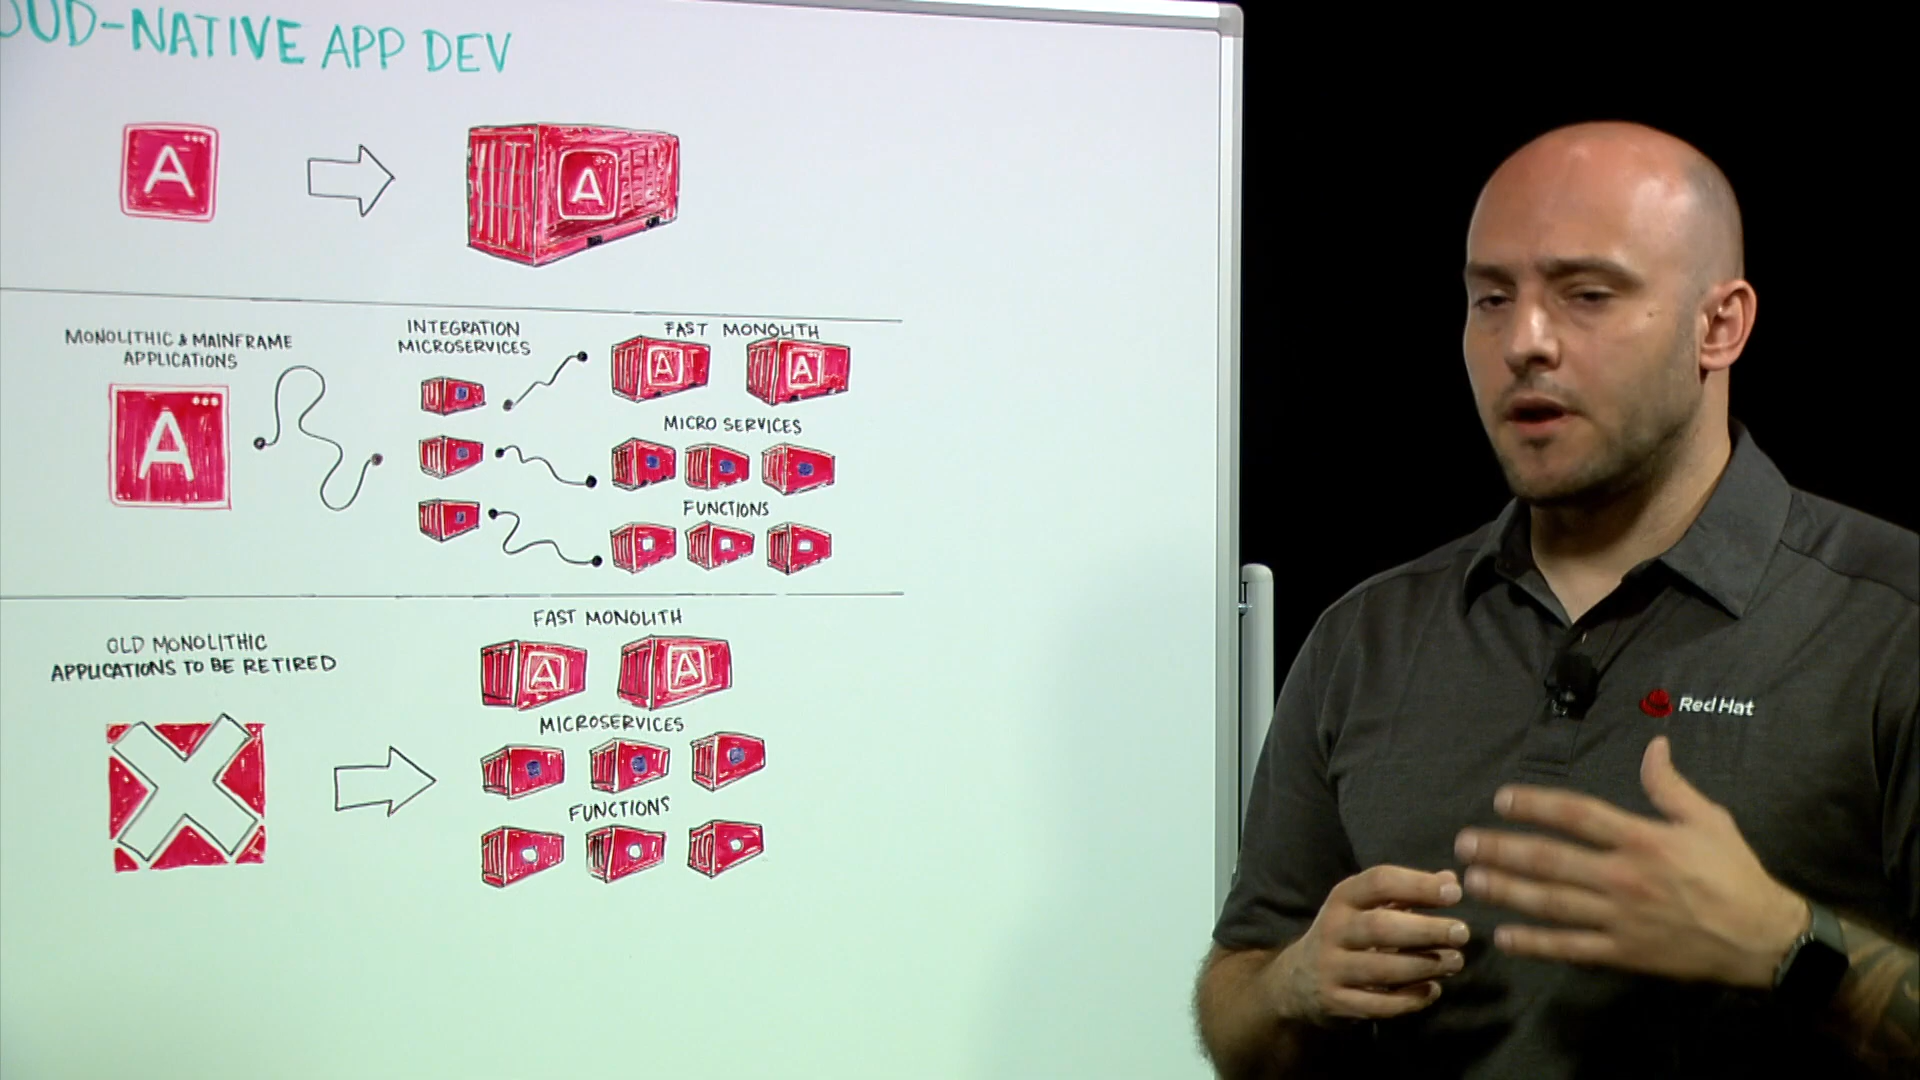 OUD-NATIVE APP DEV
A
A
MONOLITHIC & MAINFRAME
APPLICATIONS
A
INTEGRATION
MICROSERVICES
FAST MONOLITH
A A
MICRO SERVICES
FUNCTIONS
OLD MONOLITHIC
APPLICATIONS TO BE RETIRED
FAST MONOLITH
A A
MICROSERVICES
FUNCTIONS
Red Hat